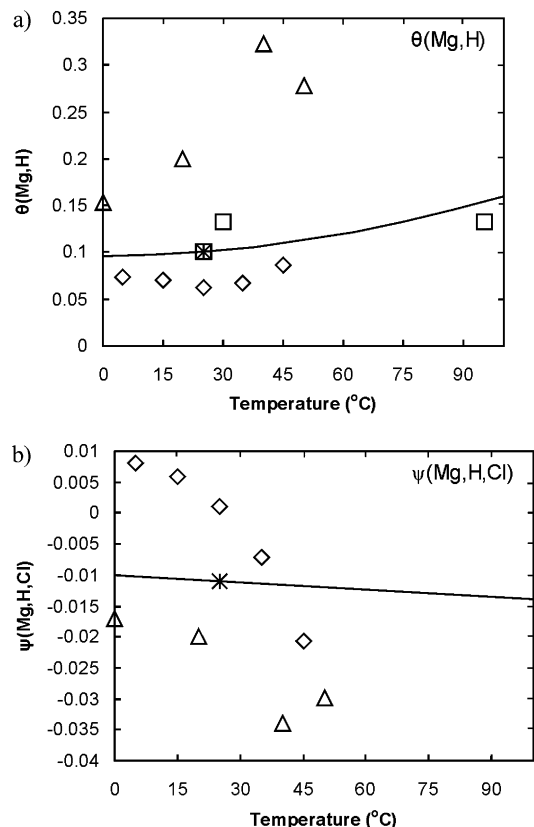 a)
θ(Mg,H)
0.35
0.3
0.25
0.2
0.15
0.1
0.05
0
θ(Mg,H)
0 15 30 45 60 75 90
Temperature (°C)
b)
ψ(Mg,H,Cl)
0.01
0.005
0
-0.005
-0.01
-0.015
-0.02
-0.025
-0.03
-0.035
-0.04
Ψ(Mg,H,Cl)
0 15 30 45 60 75 90
Temperature (°C)